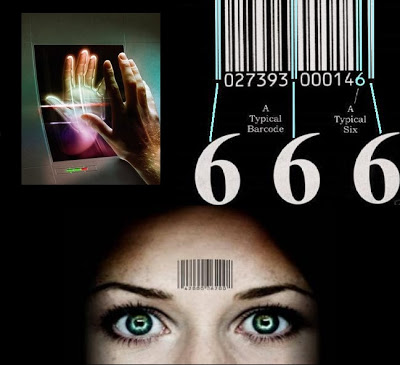 027393 000146
A A
Typical Typical
Barcode Six
6 6 6